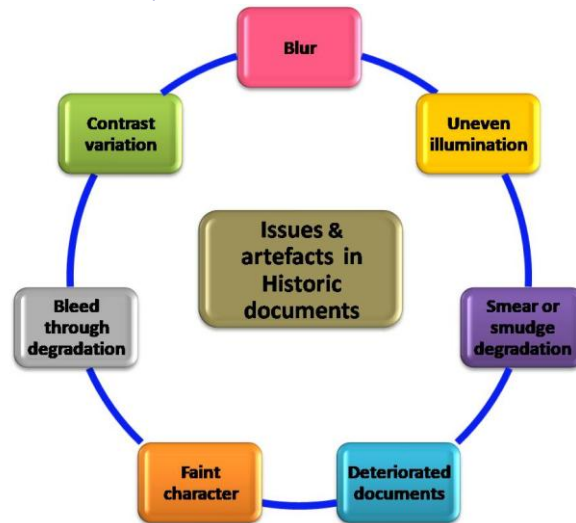 Blur
Uneven
illumination
Smear or
smudge
degradation
Deteriorated
documents
Faint
character
Bleed
through
degradation
Contrast
variation
Issues &
artefacts in
Historic
documents